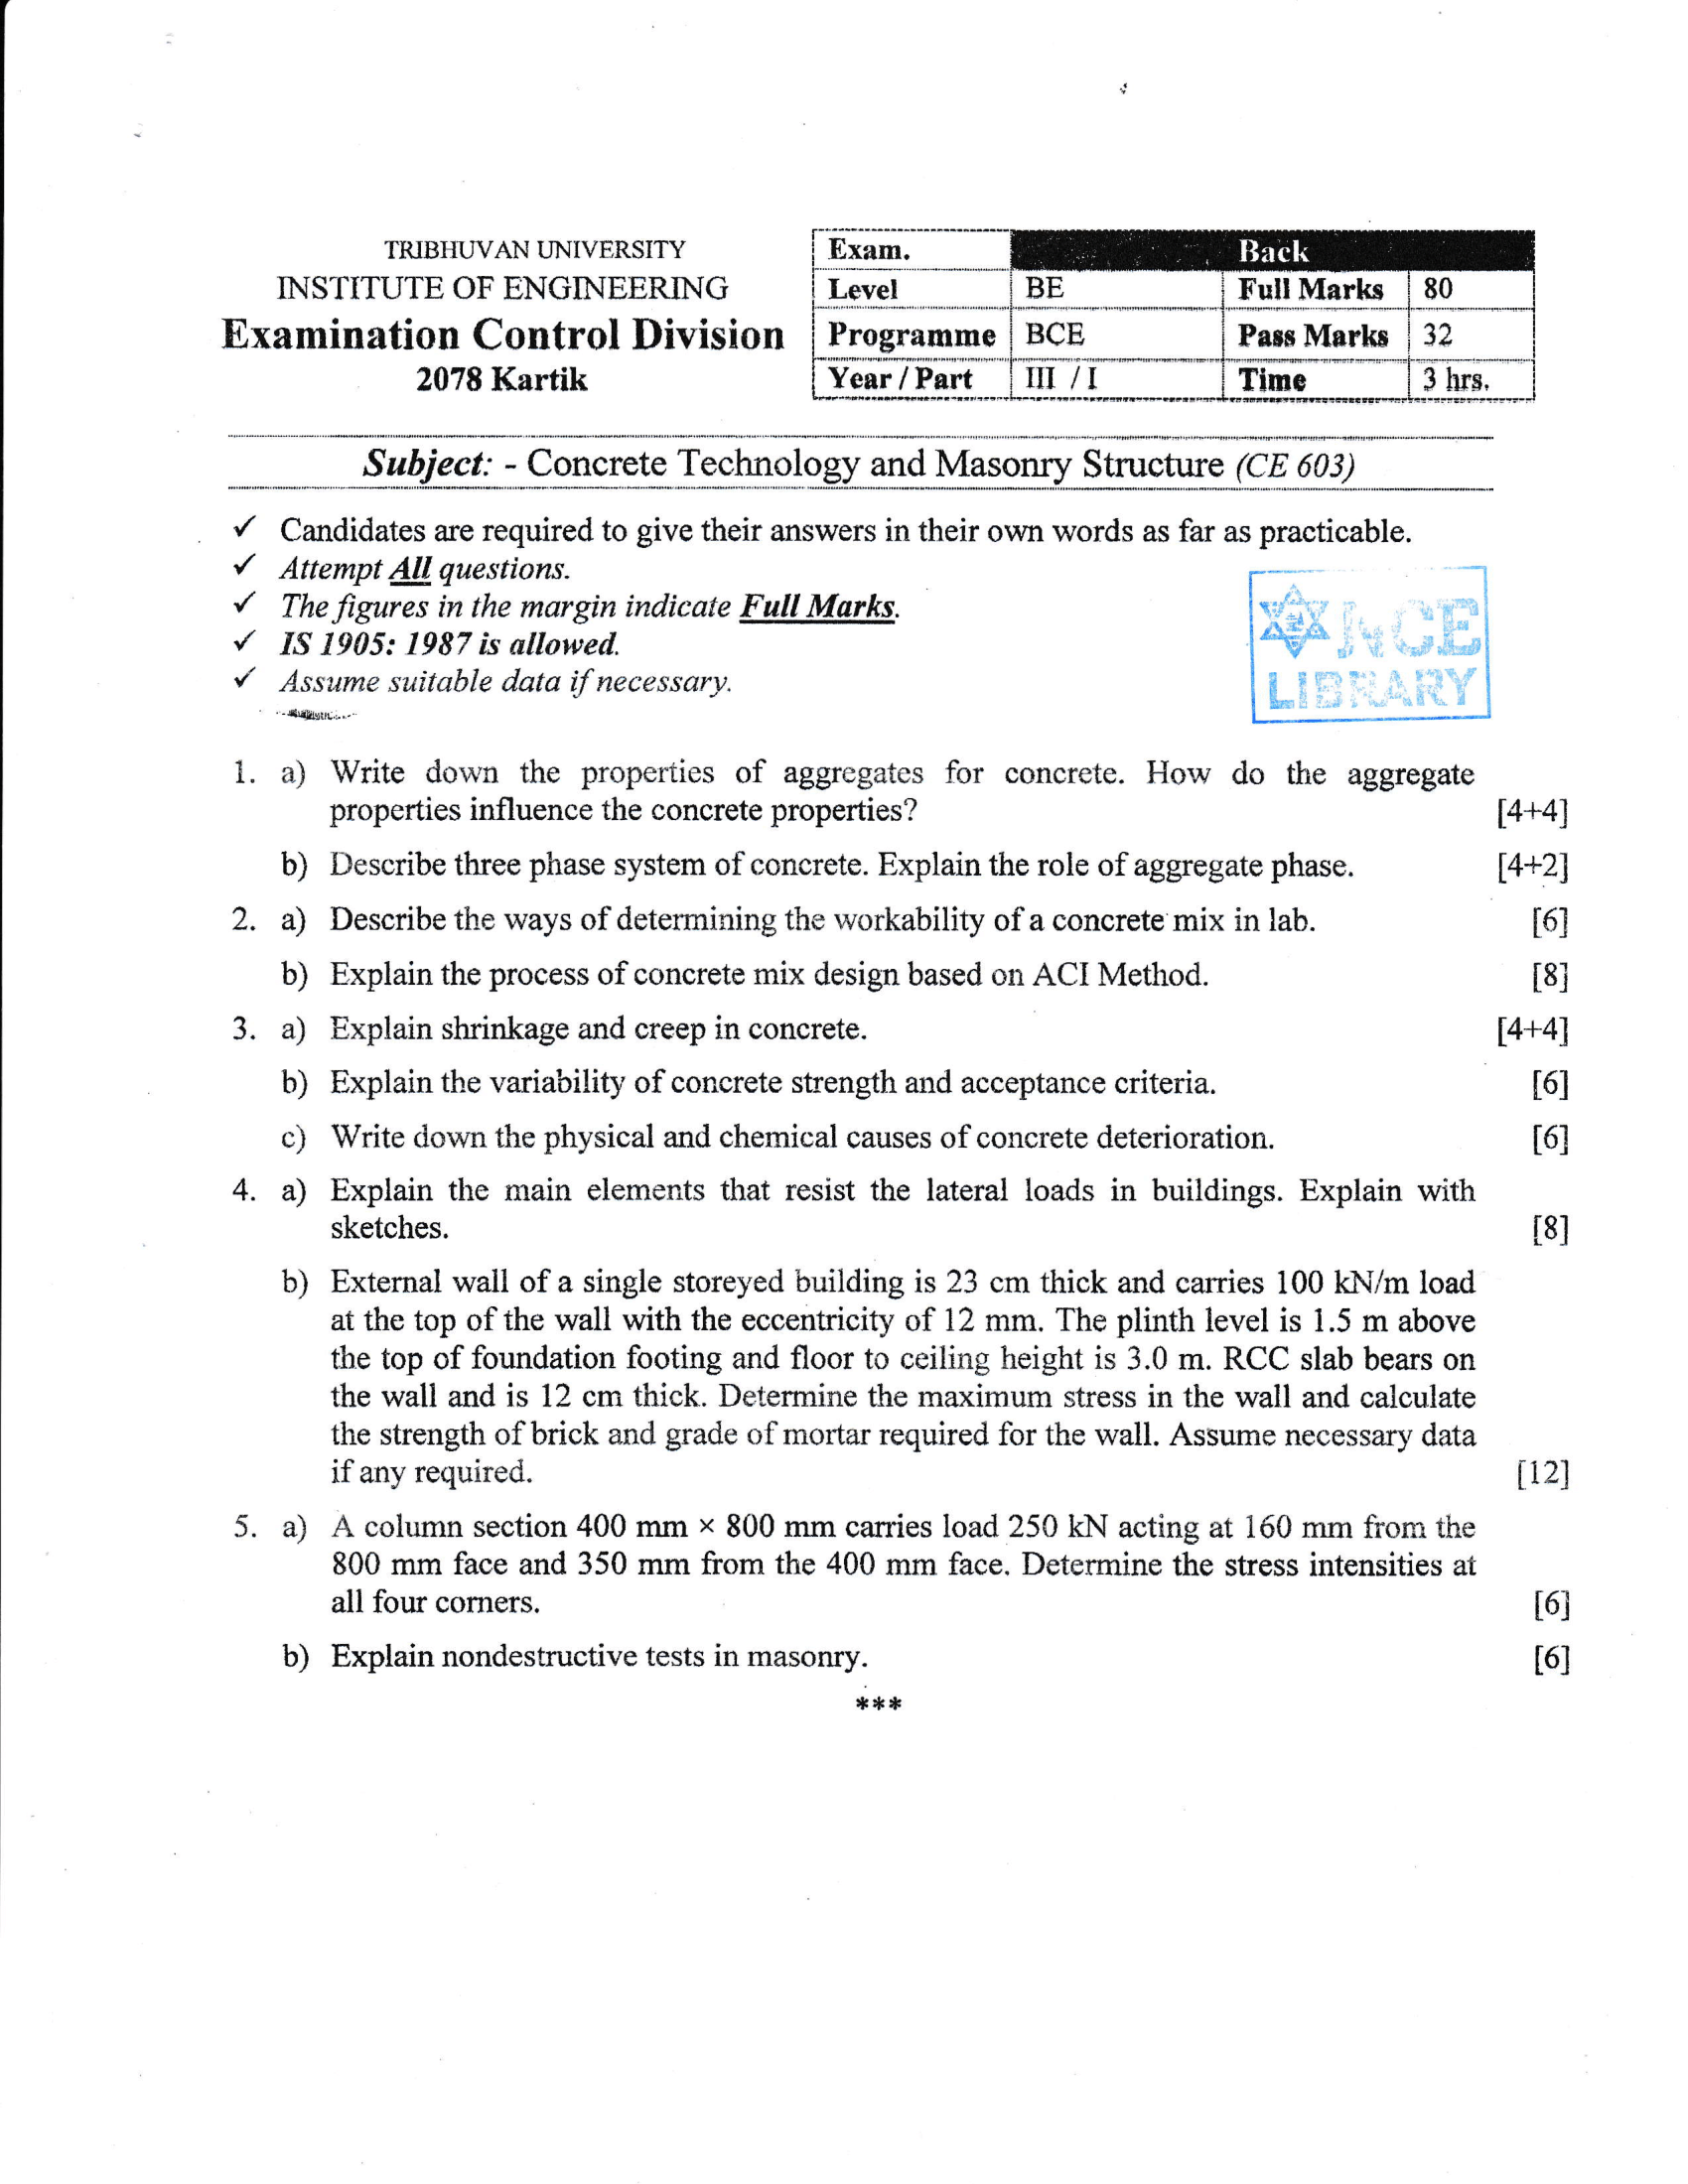 TRIBHUVAN UNIVERSITY
INSTITUTE OF ENGINEERING
Examination Control Division
2078 Kartik
Exam. Back
Level BE Full Marks 80
Programme BCE Pass Marks 32
Year / Part III / I Time 3 hrs.
Subject: - Concrete Technology and Masonry Structure (CE 603)
✓ Candidates are required to give their answers in their own words as far as practicable.
✓ Attempt All questions.
✓ The figures in the margin indicate Full Marks.
✓ IS 1905: 1987 is allowed.
✓ Assume suitable data if necessary.
NCE
LIBRARY
1. a) Write down the properties of aggregates for concrete. How do the aggregate
properties influence the concrete properties? [4+4]
b) Describe three phase system of concrete. Explain the role of aggregate phase. [4+2]
2. a) Describe the ways of determining the workability of a concrete mix in lab. [6]
b) Explain the process of concrete mix design based on ACI Method. [8]
3. a) Explain shrinkage and creep in concrete. [4+4]
b) Explain the variability of concrete strength and acceptance criteria. [6]
c) Write down the physical and chemical causes of concrete deterioration. [6]
4. a) Explain the main elements that resist the lateral loads in buildings. Explain with
sketches. [8]
b) External wall of a single storeyed building is 23 cm thick and carries 100 kN/m load
at the top of the wall with the eccentricity of 12 mm. The plinth level is 1.5 m above
the top of foundation footing and floor to ceiling height is 3.0 m. RCC slab bears on
the wall and is 12 cm thick. Determine the maximum stress in the wall and calculate
the strength of brick and grade of mortar required for the wall. Assume necessary data
if any required. [12]
5. a) A column section 400 mm × 800 mm carries load 250 kN acting at 160 mm from the
800 mm face and 350 mm from the 400 mm face. Determine the stress intensities at
all four corners. [6]
b) Explain nondestructive tests in masonry. [6]
***